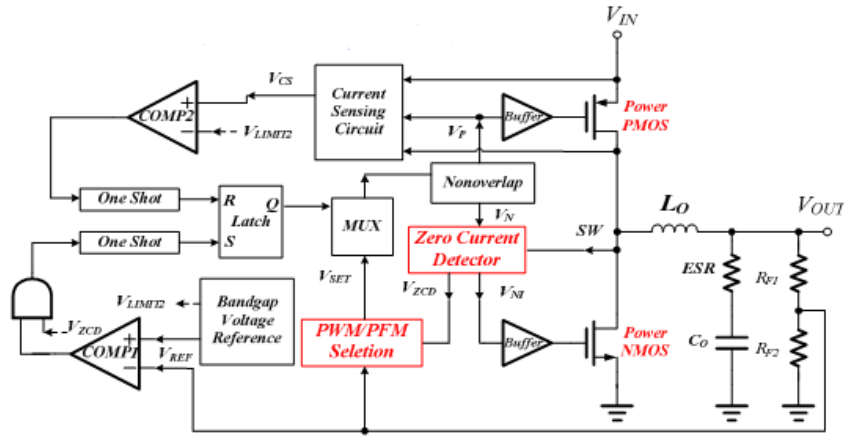 V_IN
V_CS
Current
Sensing
Circuit
COMP2
+
−
V_LIMIT2
V_P
Buffer
Power
PMOS
One Shot
R
Q
Latch
S
One Shot
MUX
Nonoverlap
V_N
L_O
V_OUT
Zero Current
Detector
SW
V_SET
V_ZCD
V_NI
ESR
R_F1
V_LIMIT2
Bandgap
Voltage
Reference
V_ZCD
COMP1
+
−
V_REF
PWM/PFM
Seletion
Buffer
Power
NMOS
C_O
R_F2